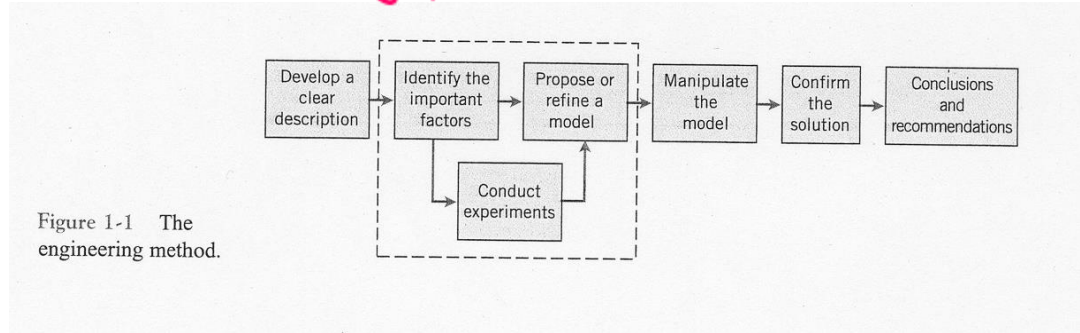 Develop a
clear
description
Identify the
important
factors
Propose or
refine a
model
Manipulate
the
model
Confirm
the
solution
Conclusions
and
recommendations
Conduct
experiments
Figure 1-1 The
engineering method.